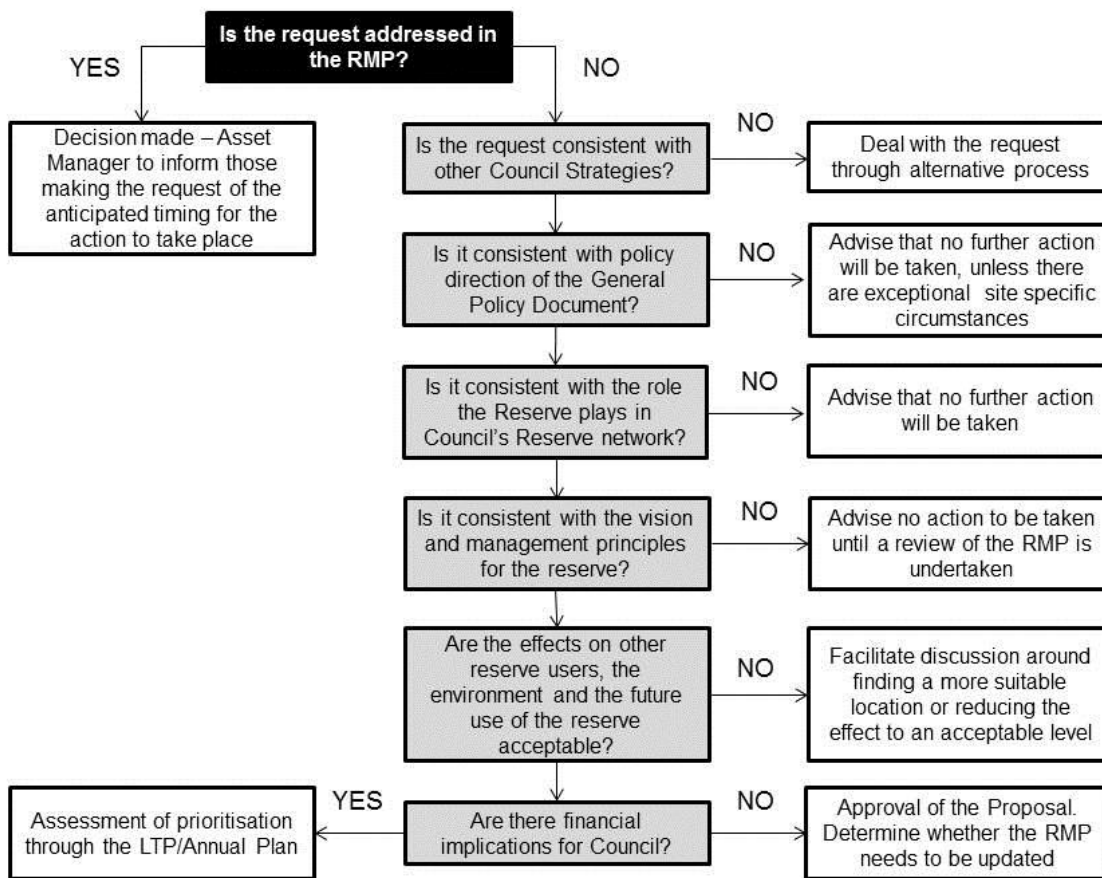 Is the request addressed in
the RMP?
YES
NO
Decision made – Asset
Manager to inform those
making the request of the
anticipated timing for the
action to take place
Is the request consistent with
other Council Strategies?
NO
Deal with the request
through alternative process
Is it consistent with policy
direction of the General
Policy Document?
NO
Advise that no further action
will be taken, unless there
are exceptional site specific
circumstances
Is it consistent with the role
the Reserve plays in
Council's Reserve network?
NO
Advise that no further action
will be taken
Is it consistent with the vision
and management principles
for the reserve?
NO
Advise no action to be taken
until a review of the RMP is
undertaken
Are the effects on other
reserve users, the
environment and the future
use of the reserve
acceptable?
NO
Facilitate discussion around
finding a more suitable
location or reducing the
effect to an acceptable level
Are there financial
implications for Council?
YES
Assessment of prioritisation
through the LTP/Annual Plan
NO
Approval of the Proposal.
Determine whether the RMP
needs to be updated